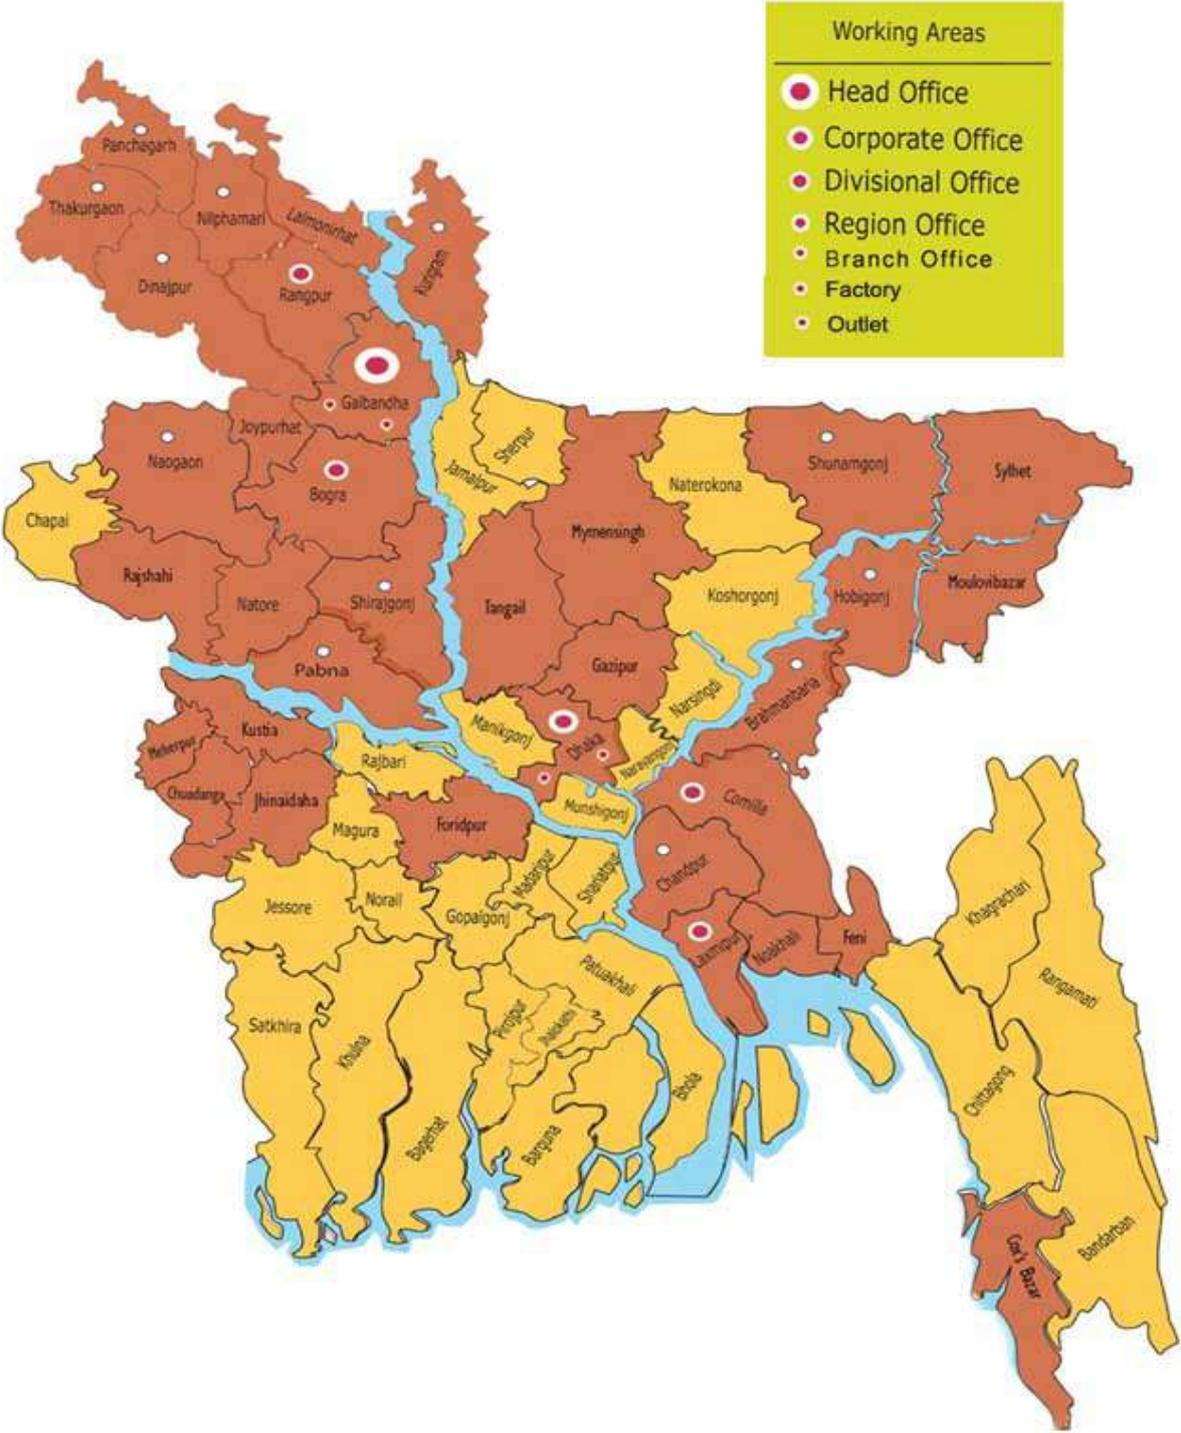 Working Areas
Head Office
Corporate Office
Divisional Office
Region Office
Branch Office
Factory
Outlet
Panchagarh
Thakurgaon
Nilphamari
Lalmonirhat
Dinajpur
Rangpur
Kurigram
Gaibandha
Joypurhat
Naogaon
Bogra
Jamalpur
Sherpur
Naterokona
Shunamgonj
Sylhet
Chapai
Mymensingh
Rajshahi
Natore
Shirajgonj
Tangail
Koshorgonj
Hobigonj
Moulovibazar
Pabna
Gazipur
Narsingdi
Brahmanbaria
Meherpur
Kustia
Manikgonj
Dhaka
Narayangonj
Rajbari
Chuadanga
Jhinaidaha
Munshigonj
Comilla
Magura
Foridpur
Chandpur
Jessore
Norail
Gopalgonj
Madaripur
Shariatpur
Laxmipur
Noakhali
Feni
Khagrachari
Rangamati
Satkhira
Khulna
Pirojpur
Jhalokathi
Patuakhali
Bagerhat
Barguna
Bhola
Chittagong
Bandarban
Cox's Bazar